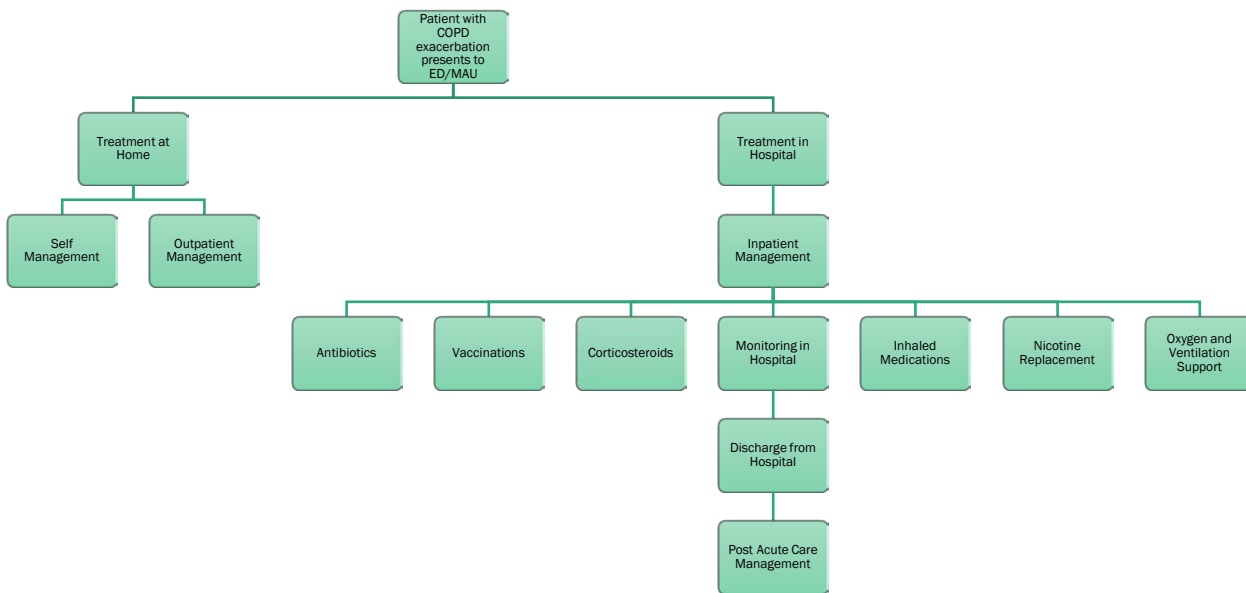 Patient with
COPD
exacerbation
presents to
ED/MAU
Treatment at
Home
Treatment in
Hospital
Self
Management
Outpatient
Management
Inpatient
Management
Antibiotics
Vaccinations
Corticosteroids
Monitoring in
Hospital
Inhaled
Medications
Nicotine
Replacement
Oxygen and
Ventilation
Support
Discharge from
Hospital
Post Acute Care
Management